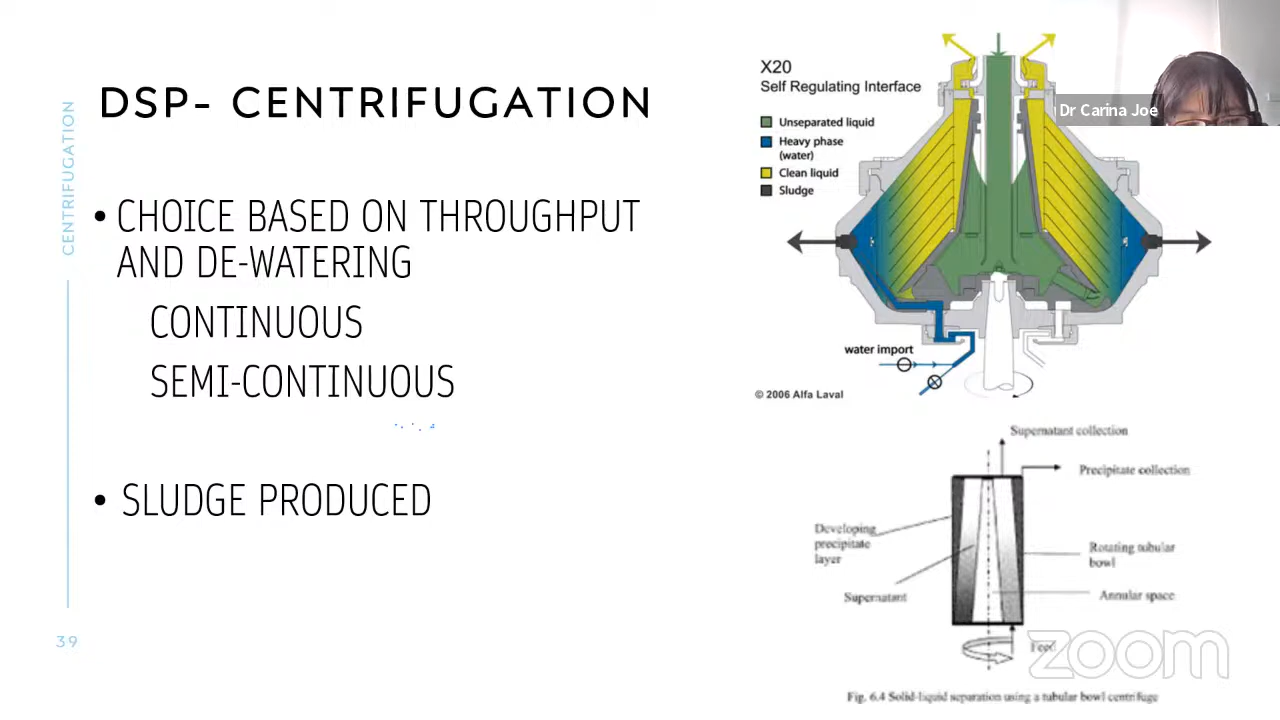 CENTRIFUGATION
DSP- CENTRIFUGATION
• CHOICE BASED ON THROUGHPUT
AND DE-WATERING
CONTINUOUS
SEMI-CONTINUOUS
• SLUDGE PRODUCED
39
X20
Self Regulating Interface
Unseparated liquid
Heavy phase
(water)
Clean liquid
Sludge
water import
© 2006 Alfa Laval
Dr Carina Joe
Supernatant collection
Precipitate collection
Developing
precipitate
layer
Rotating tubular
bowl
Supernatant
Annular space
Feed
zoom
Fig. 6.4 Solid-liquid separation using a tubular bowl centrifuge